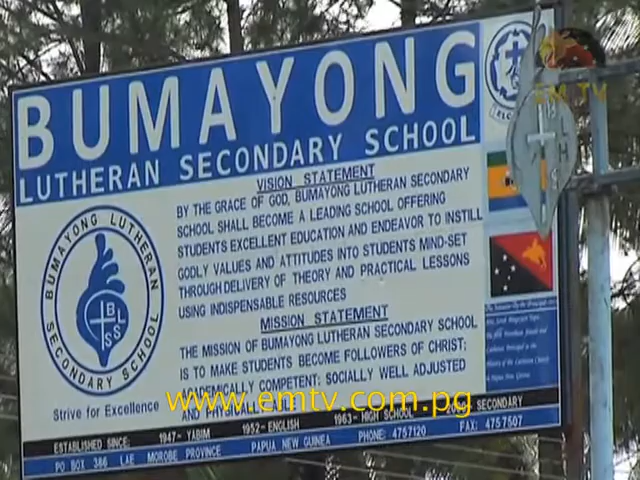 EM TV
BUMAYONG
LUTHERAN SECONDARY SCHOOL
VISION STATEMENT
BY THE GRACE OF GOD, BUMAYONG LUTHERAN SECONDARY
SCHOOL SHALL BECOME A LEADING SCHOOL OFFERING
STUDENTS EXCELLENT EDUCATION AND ENDEAVOR TO INSTILL
GODLY VALUES AND ATTITUDES INTO STUDENTS MIND-SET
THROUGH DELIVERY OF THEORY AND PRACTICAL LESSONS
USING INDISPENSABLE RESOURCES
MISSION STATEMENT
THE MISSION OF BUMAYONG LUTHERAN SECONDARY SCHOOL
IS TO MAKE STUDENTS BECOME FOLLOWERS OF CHRIST;
ACADEMICALLY COMPETENT; SOCIALLY WELL ADJUSTED
AND
BUMAYONG LUTHERAN
SECONDARY SCHOOL
BLSS
Strive for Excellence
www.emtv.com.pg
ESTABLISHED SINCE: 1947- YABIM 1952- ENGLISH 1963- HIGH SCHOOL SECONDARY
PO BOX 386 LAE MOROBE PROVINCE PAPUA NEW GUINEA PHONE: 4757120 FAX: 4757507